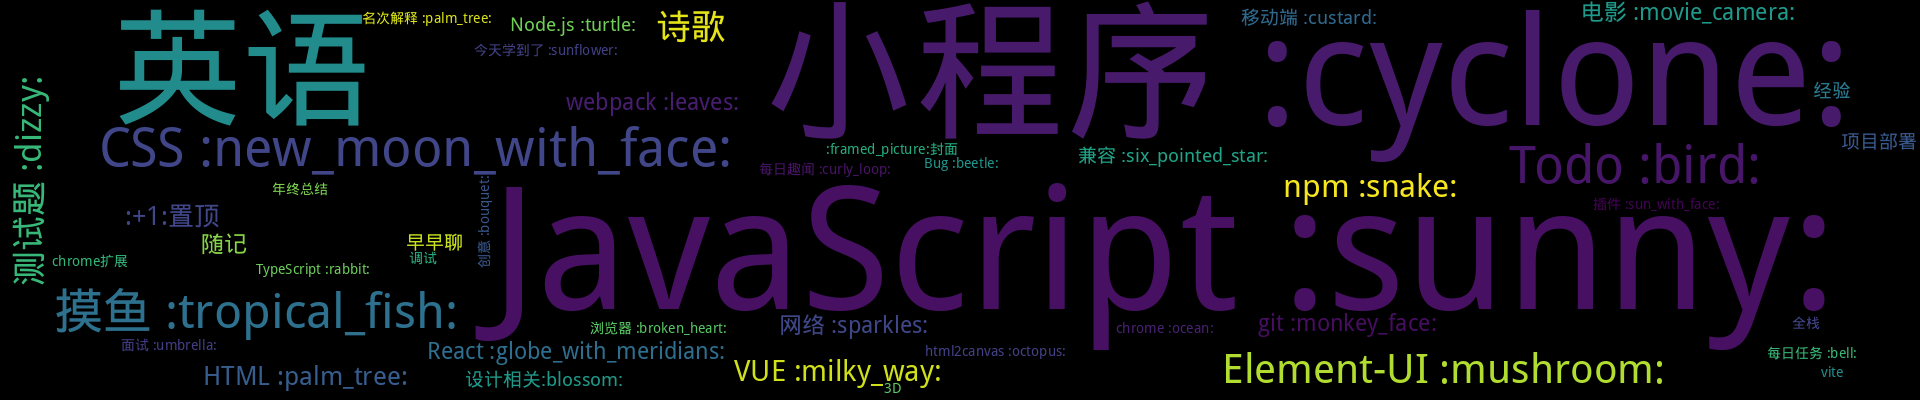 英语
名次解释 :palm_tree:
Node.js :turtle:
诗歌
今天学到了 :sunflower:
小程序 :cyclone:
移动端 :custard:
电影 :movie_camera:
经验
webpack :leaves:
测试题 :dizzy:
CSS :new_moon_with_face:
:framed_picture:封面
每日趣闻 :curly_loop:
Bug :beetle:
兼容 :six_pointed_star:
项目部署
Todo :bird:
npm :snake:
插件 :sun_with_face:
年终总结
:+1:置顶
创意 :bouquet:
JavaScript :sunny:
随记
早早聊
调试
chrome扩展
TypeScript :rabbit:
摸鱼 :tropical_fish:
浏览器 :broken_heart:
网络 :sparkles:
chrome :ocean:
git :monkey_face:
全栈
面试 :umbrella:
React :globe_with_meridians:
html2canvas :octopus:
每日任务 :bell:
HTML :palm_tree:
设计相关:blossom:
VUE :milky_way:
3D
Element-UI :mushroom:
vite